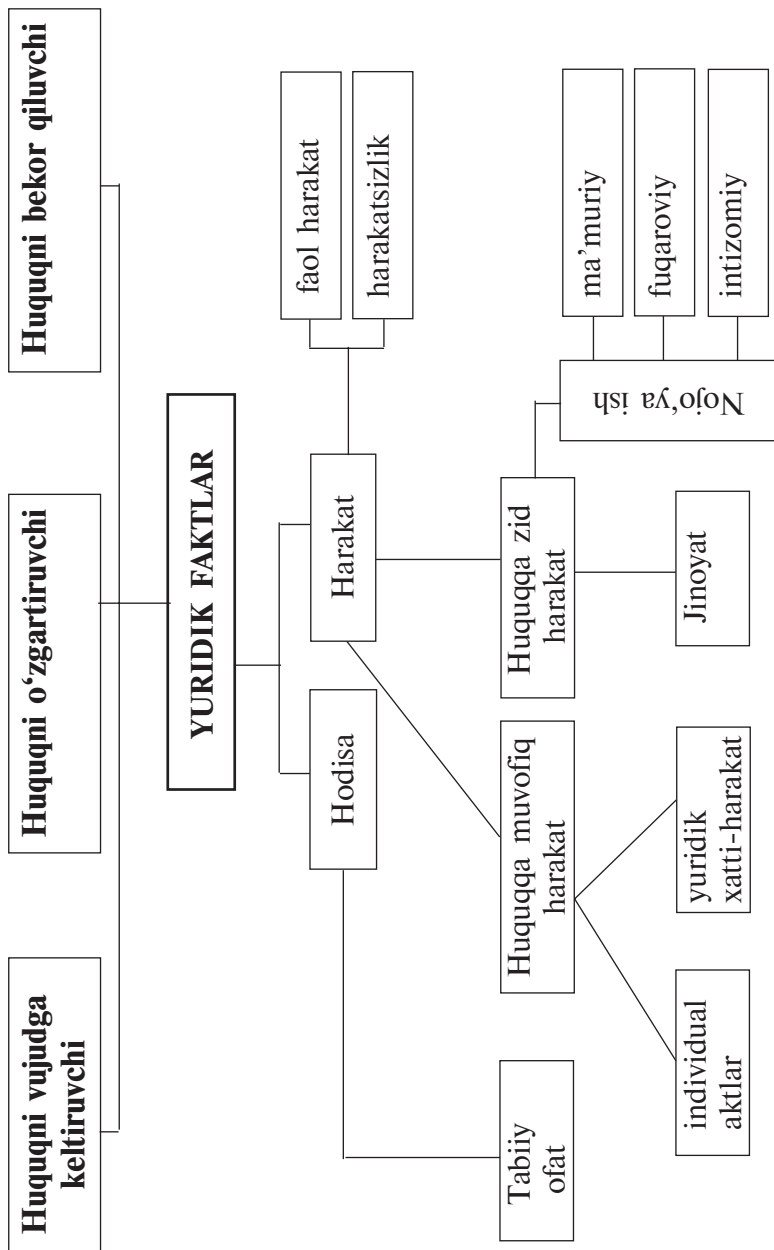 Huquqni vujudga
keltiruvchi
Huquqni o‘zgartiruvchi
Huquqni bekor qiluvchi
YURIDIK FAKTLAR
Hodisa
Harakat
faol harakat
harakatsizlik
Tabiiy
ofat
Huquqqa muvofiq
harakat
Huquqqa zid
harakat
Nojo‘ya ish
ma’muriy
fuqaroviy
intizomiy
individual
aktlar
yuridik
xatti-harakat
Jinoyat